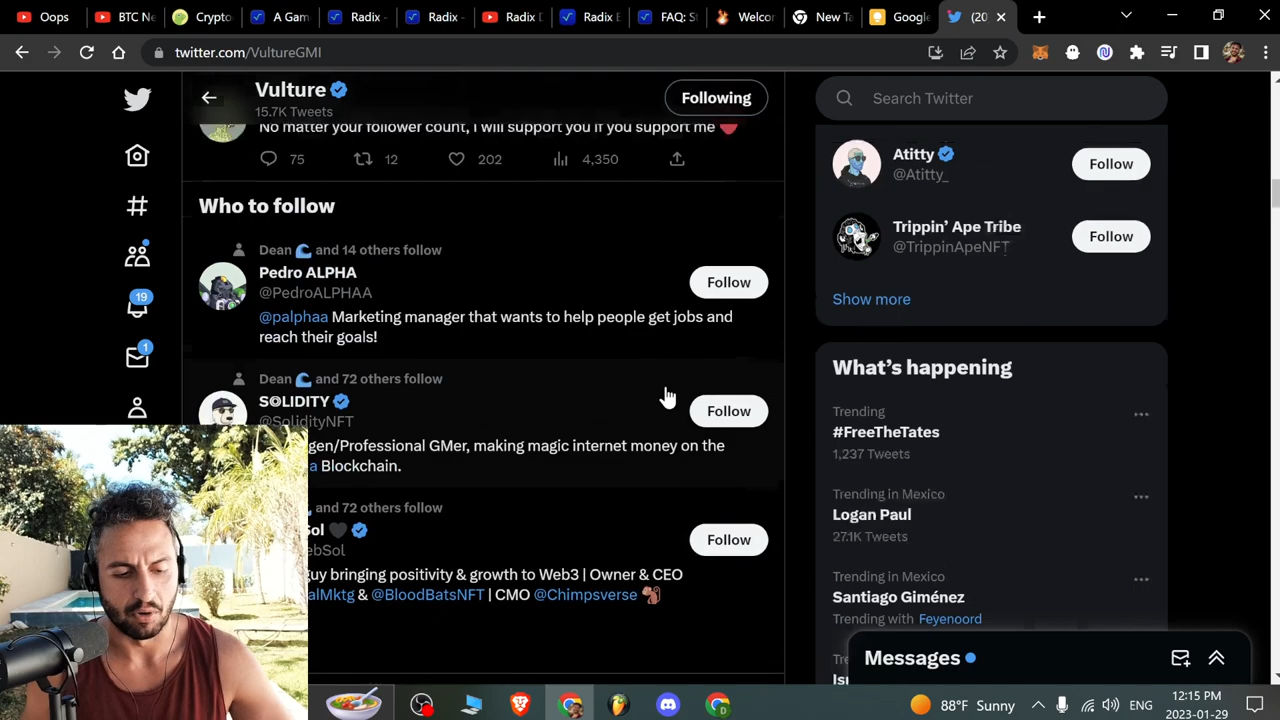 Oops
BTC Ne
Crypto
A Gam
Radix -
Radix -
Radix D
Radix E
FAQ: S
Welcor
New Ta
Google
(20
twitter.com/VultureGMI
Vulture
15.7K Tweets
Following
No matter your follower count, I will support you if you support me
75 12 202 4,350
Who to follow
Dean and 14 others follow
Pedro ALPHA
@PedroALPHAA
Follow
@palphaa Marketing manager that wants to help people get jobs and
reach their goals!
Dean and 72 others follow
S◎LIDITY
@SolidityNFT
Follow
gen/Professional GMer, making magic internet money on the
a Blockchain.
and 72 others follow
Sol
ebSol
Follow
guy bringing positivity & growth to Web3 | Owner & CEO
alMktg & @BloodBatsNFT | CMO @Chimpsverse
19
1
Search Twitter
Atitty
@Atitty_
Follow
Trippin' Ape Tribe
@TrippinApeNFT
Follow
Show more
What's happening
Trending
#FreeTheTates
1,237 Tweets
Trending in Mexico
Logan Paul
27.1K Tweets
Trending in Mexico
Santiago Giménez
Trending with Feyenoord
Messages
88°F Sunny
ENG
12:15 PM
2023-01-29